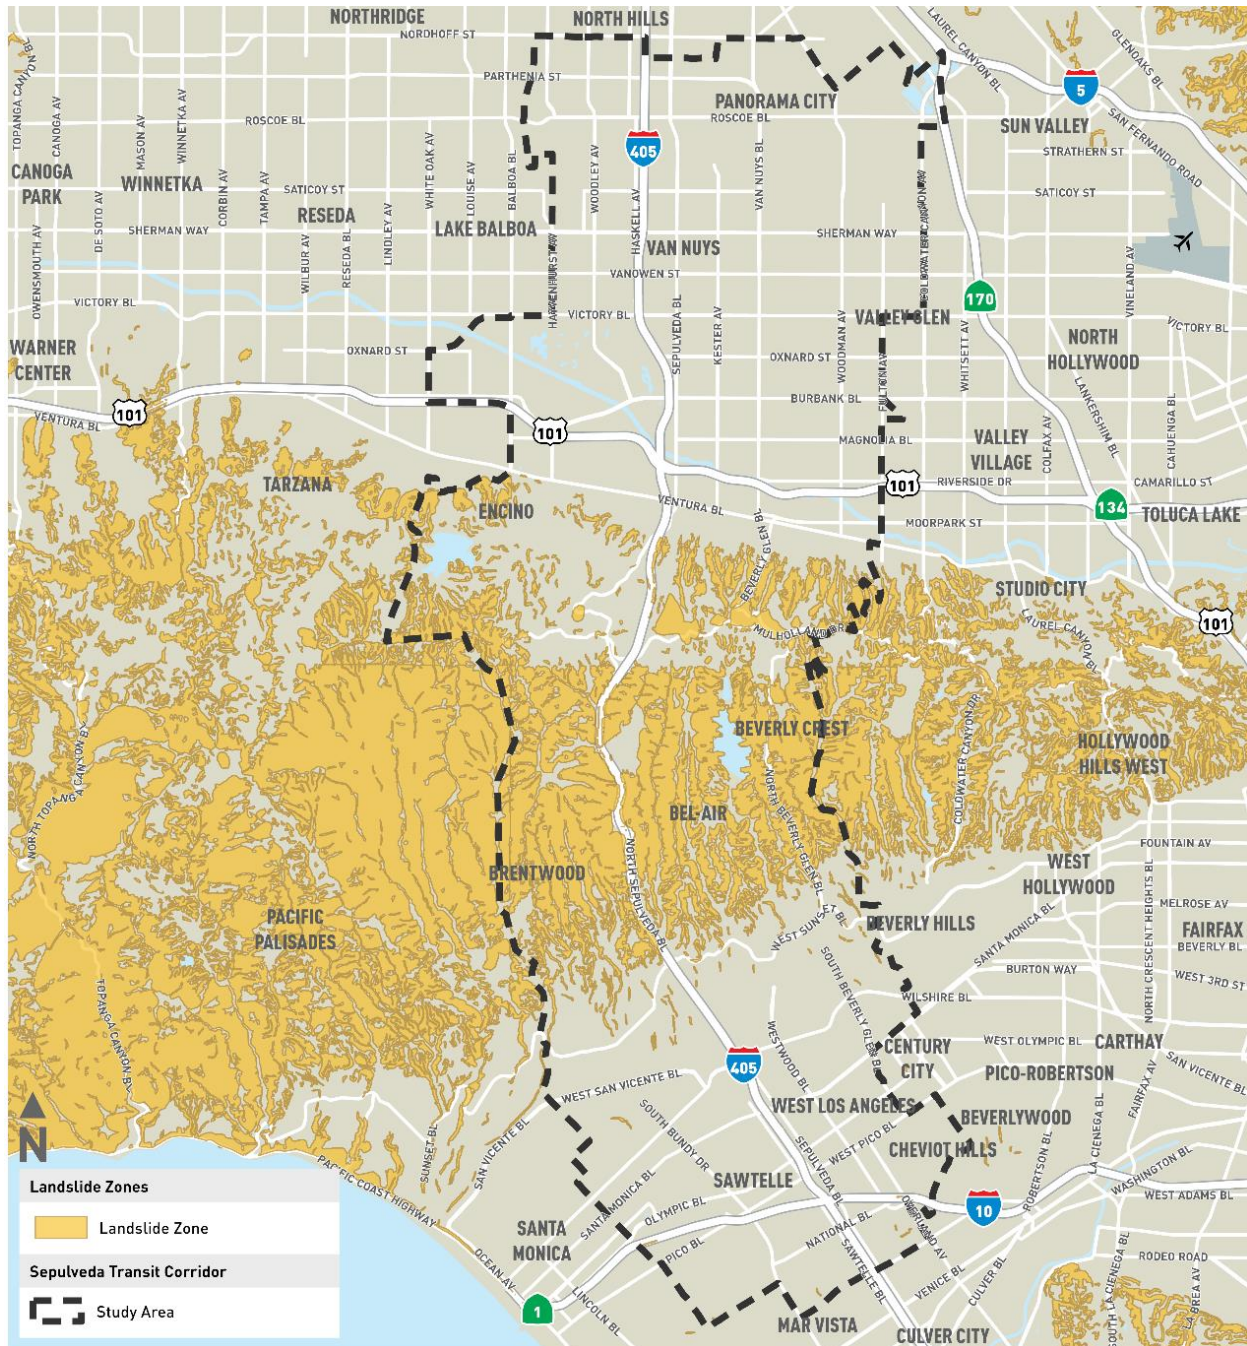 NORTHRIDGE
NORTH HILLS
NORDHOFF ST
LAUREL CANYON BL
GLENOAKS BL
TOPANGA CANYON BL
CANOGA AV
PARTHENIA ST
PANORAMA CITY
5
SUN VALLEY
SAN FERNANDO ROAD
MASON AV
WINNETKA AV
ROSCOE BL
ROSCOE BL
405
STRATHERN ST
CANOGA
PARK
WINNETKA
CORBIN AV
TAMPA AV
SATICOY ST
RESEDA
WHITE OAK AV
LOUISE AV
BALBOA BL
WOODLEY AV
HASKELL AV
VAN NUYS BL
SATICOY ST
DE SOTO AV
SHERMAN WAY
LINDLEY AV
LAKE BALBOA
VAN NUYS
SHERMAN WAY
OWENSMOUTH AV
WILBUR AV
RESEDA BL
VANOWEN ST
VINELAND AV
VICTORY BL
VICTORY BL
SEPULVEDA BL
KESTER AV
WOODMAN AV
VALLEY GLEN
170
VICTORY BL
WARNER
CENTER
OXNARD ST
OXNARD ST
WHITSETT AV
NORTH
HOLLYWOOD
LANKERSHIM BL
VENTURA BL
101
101
BURBANK BL
FULTON AV
MAGNOLIA BL
VALLEY
VILLAGE
COLFAX AV
CAHUENGA BL
TARZANA
ENCINO
VENTURA BL
101
RIVERSIDE DR
CAMARILLO ST
134
TOLUCA LAKE
MOORPARK ST
BEVERLY GLEN BL
STUDIO CITY
MULHOLLAND DR
LAUREL CANYON BL
101
NORTH TOPANGA CANYON BL
BEVERLY CREST
COLDWATER CANYON DR
HOLLYWOOD
HILLS WEST
BEL-AIR
NORTH BEVERLY GLEN BL
NORTH SEPULVEDA BL
BRENTWOOD
WEST
HOLLYWOOD
FOUNTAIN AV
NORTH CRESCENT HEIGHTS BL
PACIFIC
PALISADES
WEST SUNSET BL
BEVERLY HILLS
SANTA MONICA BL
MELROSE AV
FAIRFAX
BEVERLY BL
TOPANGA CANYON BL
SOUTH BEVERLY GLEN BL
BURTON WAY
WEST 3RD ST
WILSHIRE BL
405
WESTWOOD BL
CENTURY
CITY
WEST OLYMPIC BL
CARTHAY
PICO-ROBERTSON
SAN VICENTE BL
FAIRFAX AV
WEST SAN VICENTE BL
WEST LOS ANGELES
BEVERLYWOOD
N
SUNSET BL
SAN VICENTE BL
SOUTH BUNDY DR
WEST PICO BL
CHEVIOT HILLS
LA CIENEGA BL
PACIFIC COAST HIGHWAY
SANTA MONICA BL
SAWTELLE
SEPULVEDA BL
ROBERTSON BL
WASHINGTON BL
WEST ADAMS BL
Landslide Zones
Landslide Zone
Sepulveda Transit Corridor
Study Area
SANTA
MONICA
OLYMPIC BL
10
OVERLAND AV
NATIONAL BL
OCEAN AV
PICO BL
SAWTELLE BL
VENICE BL
CULVER BL
RODEO ROAD
1
LINCOLN BL
MAR VISTA
CULVER CITY
SOUTH LA CIENEGA BL
LA BREA AV